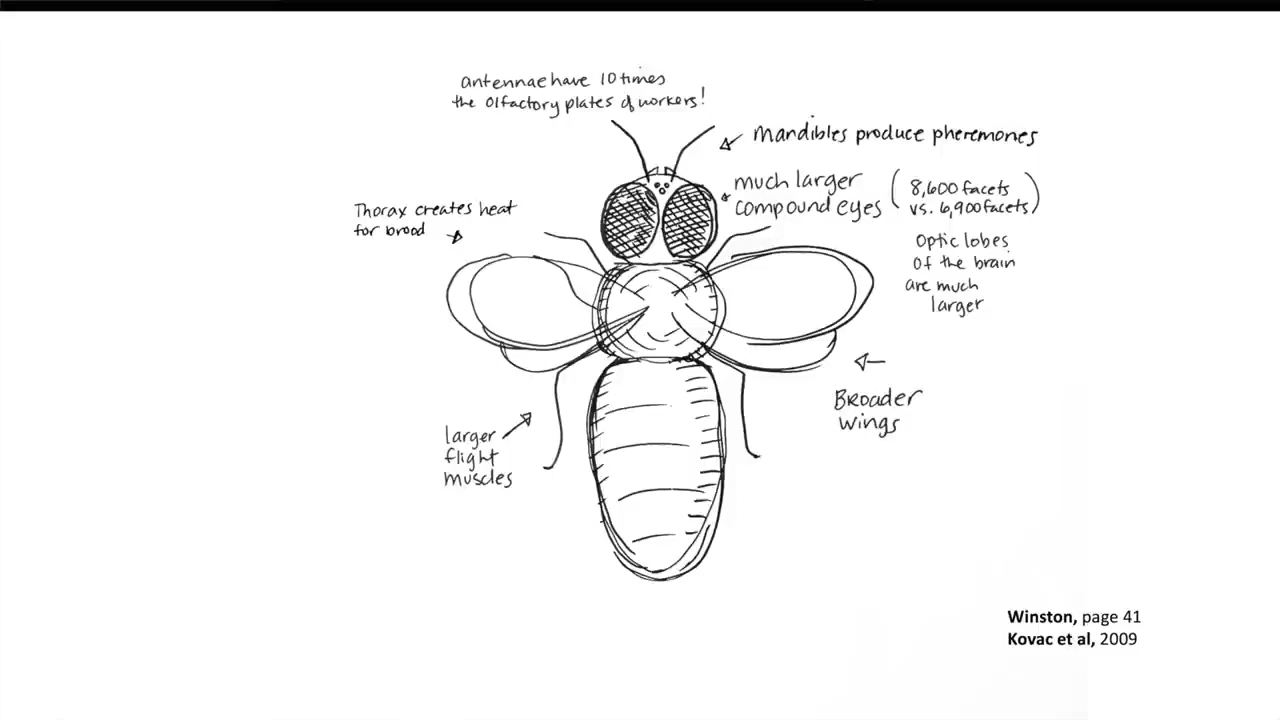 antennae have 10 times
the olfactory plates of workers!
Mandibles produce pheremones
much larger
compound eyes
(8,600 facets
vs. 6,900 facets)
Thorax creates heat
for brood
Optic lobes
of the brain
are much
larger
Broader
wings
larger
flight
muscles
Winston, page 41
Kovac et al, 2009